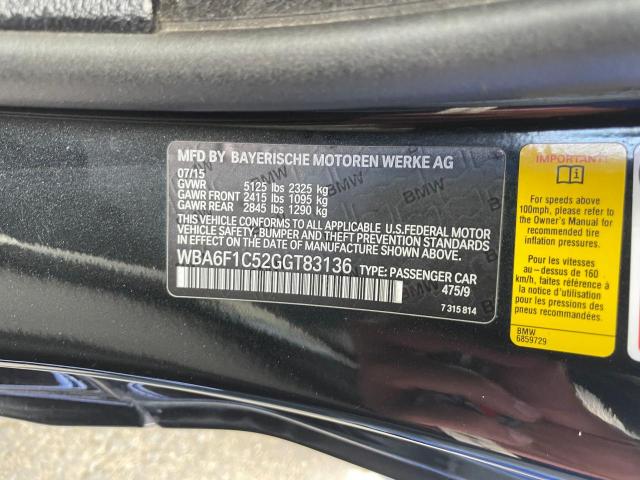 MFD BY BAYERISCHE MOTOREN WERKE AG
07/15
GVWR 5125 lbs 2325 kg
GAWR FRONT 2415 lbs 1095 kg
GAWR REAR 2845 lbs 1290 kg
THIS VEHICLE CONFORMS TO ALL APPLICABLE U.S.FEDERAL MOTOR
VEHICLE SAFETY, BUMPER, AND THEFT PREVENTION STANDARDS
IN EFFECT ON THE DATE OF MANUFACTURE SHOWN ABOVE.
WBA6F1C52GGT83136 TYPE: PASSENGER CAR
475/9
7 315 814
BMW
BMW
BMW
IMPORTANT!
For speeds above
100mph, please refer to
the Owner's Manual for
recommended tire
inflation pressures.
En-dessus de 160
km/h, faites référence à
la notice d'utilisation
pour les pressions des
pneus recommandées.
BMW
6859729